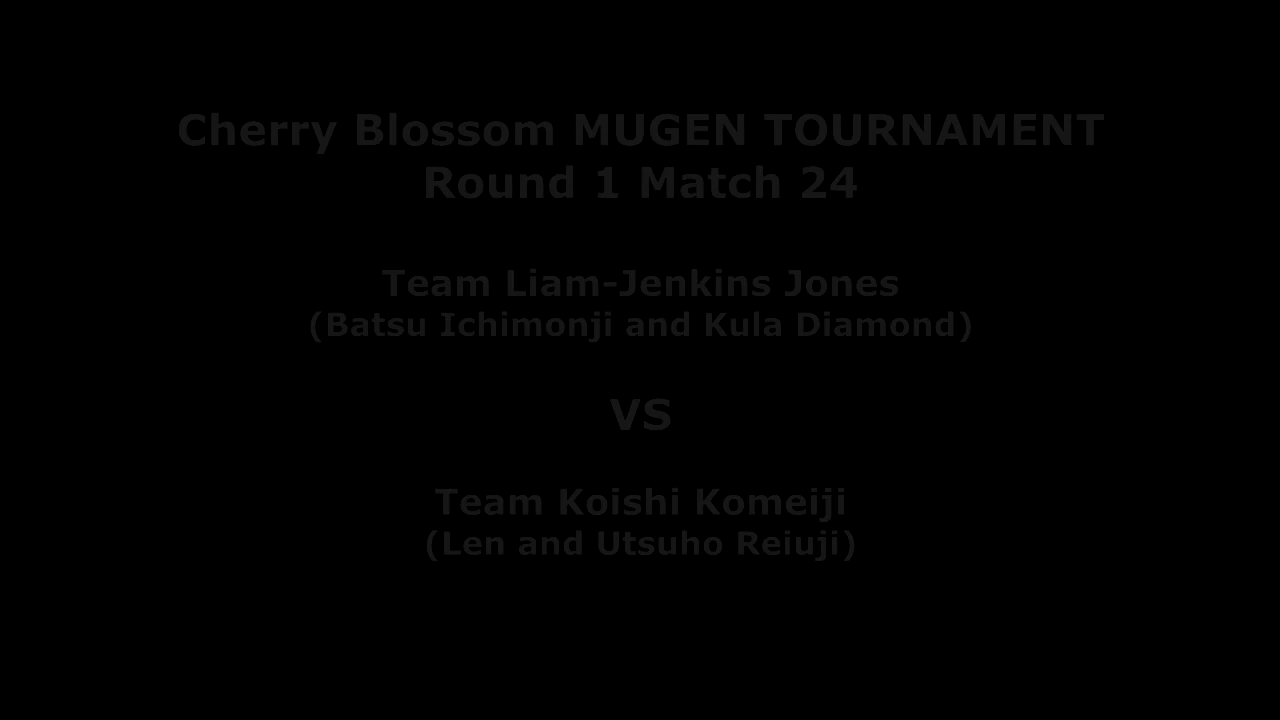 Cherry Blossom MUGEN TOURNAMENT
Round 1 Match 24
Team Liam-Jenkins Jones
(Batsu Ichimonji and Kula Diamond)
VS
Team Koishi Komeiji
(Len and Utsuho Reiuji)